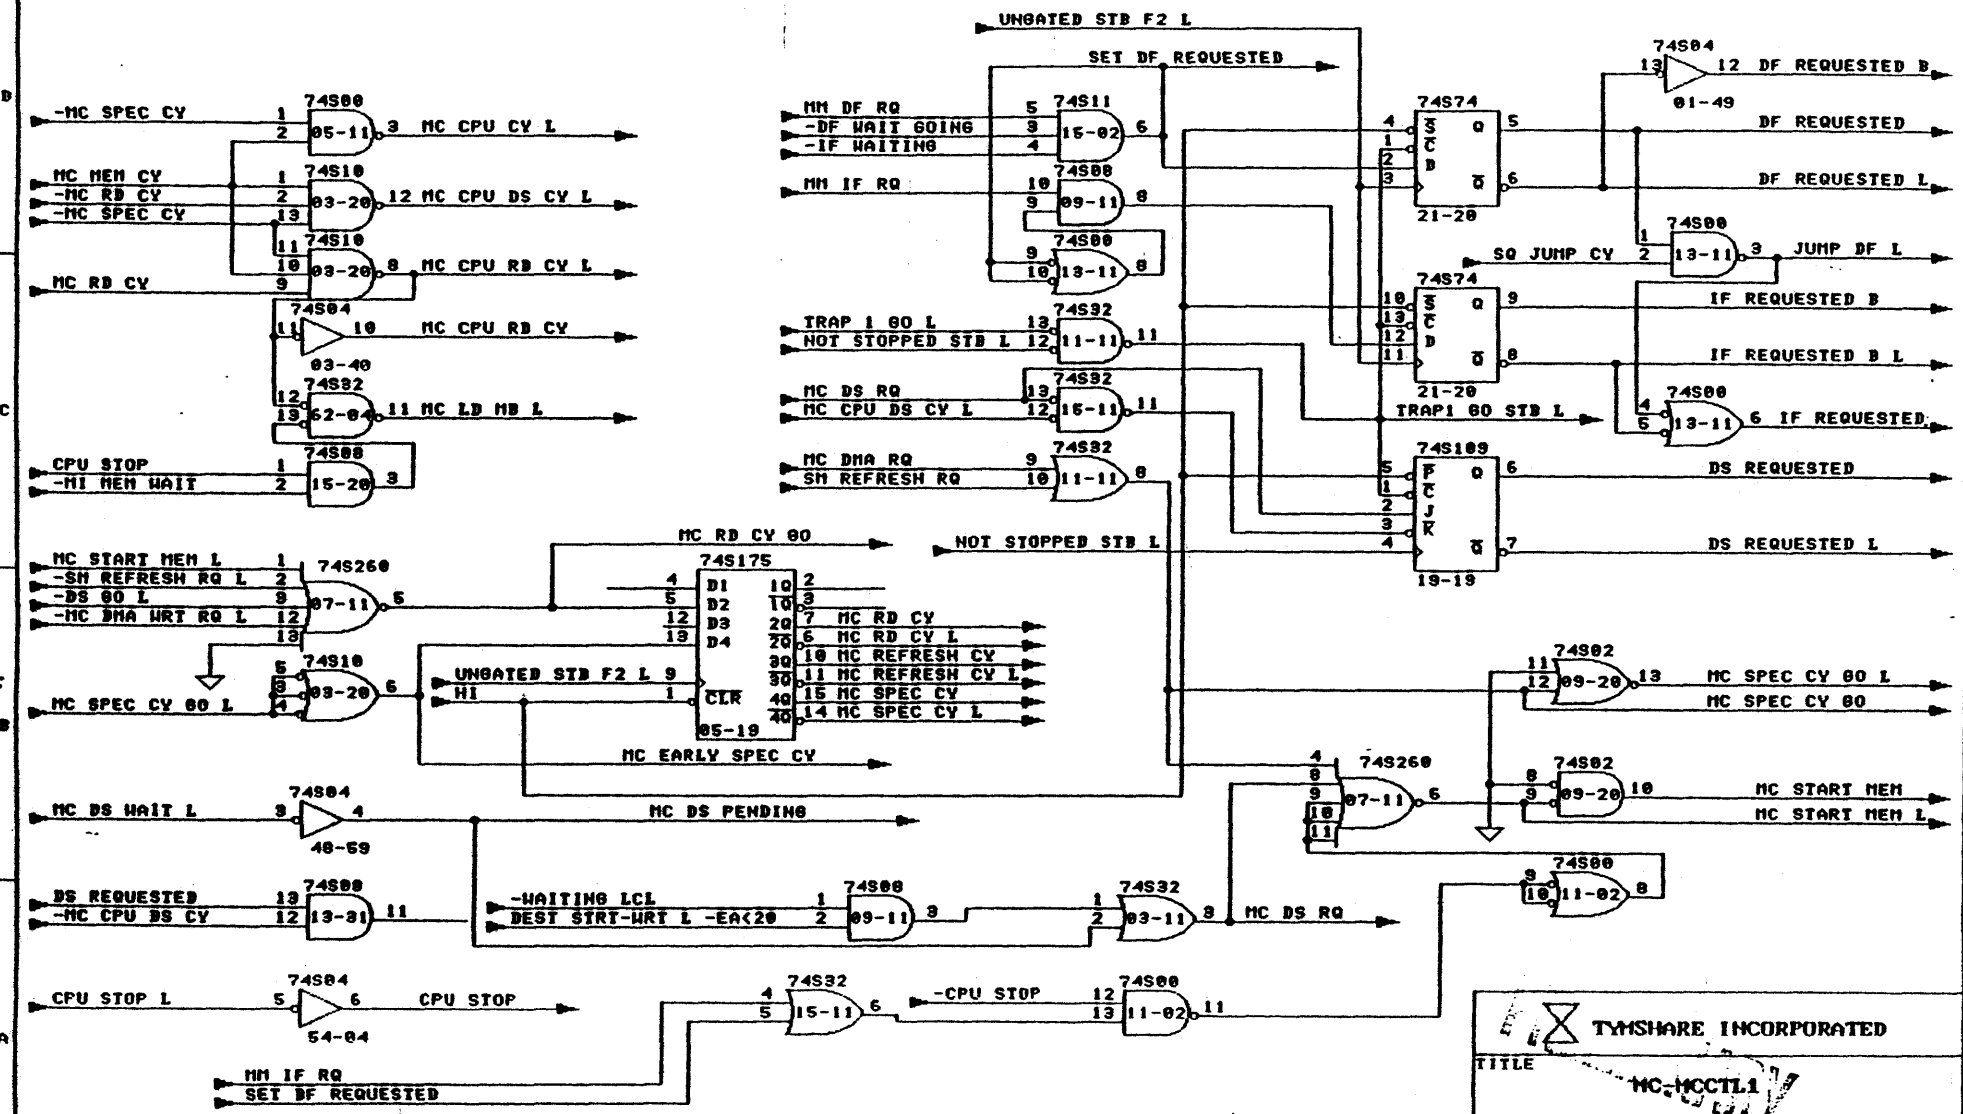 UNGATED STB F2 L
SET DF REQUESTED
74S04
13
12
DF REQUESTED B
01-49
D
-MC SPEC CY
1
2
74S00
05-11
3
MC CPU CY L
MM DF RQ
5
-DF WAIT GOING
3
-IF WAITING
4
74S11
15-02
6
74S74
4
1
2
3
S
C
D
Q
Q
5
6
21-20
DF REQUESTED
DF REQUESTED L
MC MEM CY
1
-MC RD CY
2
-MC SPEC CY
13
74S10
03-20
12
MC CPU DS CY L
MM IF RQ
10
9
74S08
09-11
8
11
10
9
74S10
03-20
8
MC CPU RD CY L
MC RD CY
9
10
74S00
13-11
8
SQ JUMP CY
1
2
74S00
13-11
3
JUMP DF L
74S04
11
10
MC CPU RD CY
03-40
TRAP 1 GO L
13
NOT STOPPED STB L
12
74S32
11-11
11
74S74
10
13
12
11
S
C
D
Q
Q
9
8
21-20
IF REQUESTED B
IF REQUESTED B L
C
12
13
74S32
62-04
11
MC LD MB L
MC DS RQ
13
MC CPU DS CY L
12
74S32
15-11
11
TRAP1 GO STB L
4
5
74S00
13-11
6
IF REQUESTED
CPU STOP
1
-MI MEM WAIT
2
74S08
15-20
3
MC DMA RQ
9
SM REFRESH RQ
10
74S32
11-11
8
74S109
5
1
2
3
4
P
C
J
K
Q
Q
6
7
19-19
DS REQUESTED
DS REQUESTED L
NOT STOPPED STB L
MC RD CY GO
MC START MEM L
1
-SM REFRESH RQ L
2
-DS GO L
3
-MC DMA WRT RQ L
12
13
74S260
07-11
5
74S175
4
5
12
13
D1
D2
D3
D4
1Q
1Q
2Q
2Q
3Q
3Q
4Q
4Q
2
3
7 MC RD CY
6 MC RD CY L
10 MC REFRESH CY
11 MC REFRESH CY L
15 MC SPEC CY
14 MC SPEC CY L
UNGATED STB F2 L
9
HI
1
CLR
05-19
MC SPEC CY GO L
5
3
4
74S10
03-20
6
B
MC EARLY SPEC CY
11
12
74S02
09-20
13
MC SPEC CY GO L
MC SPEC CY GO
MC DS WAIT L
3
74S04
4
48-59
MC DS PENDING
4
8
9
10
11
74S260
07-11
6
8
9
74S02
09-20
10
MC START MEM
MC START MEM L
DS REQUESTED
13
-MC CPU DS CY
12
74S08
13-31
11
-WAITING LCL
1
DEST STRT-WRT L -EA<20
2
74S08
09-11
3
1
2
74S32
03-11
3
MC DS RQ
9
10
74S00
11-02
8
CPU STOP L
5
74S04
6
54-04
CPU STOP
4
5
74S32
15-11
6
-CPU STOP
12
13
74S00
11-02
11
A
MM IF RQ
SET DF REQUESTED
TYMSHARE INCORPORATED
TITLE
MC-MCCTL1